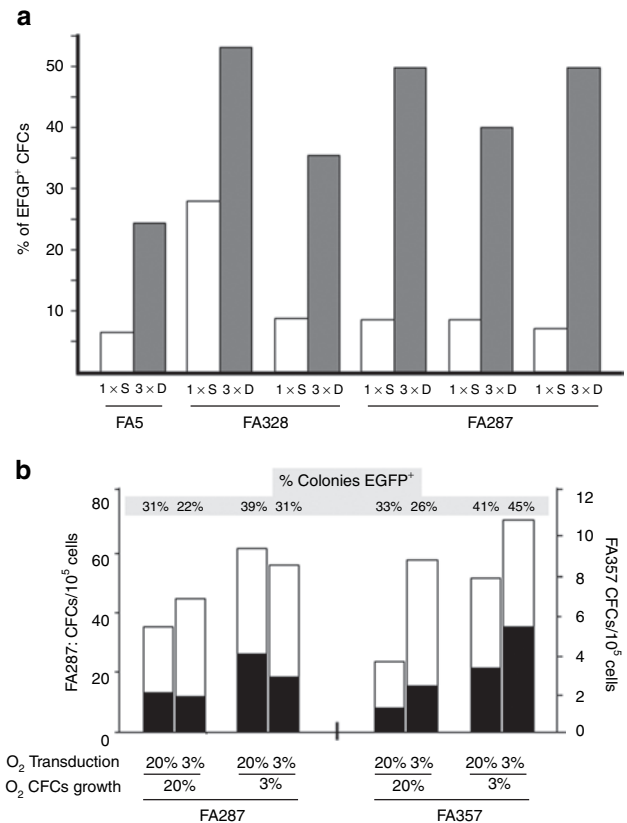 a
% of EFGP⁺ CFCs
50
40
30
20
10
1 × S 3 × D 1 × S 3 × D 1 × S 3 × D 1 × S 3 × D 1 × S 3 × D 1 × S 3 × D
FA5 FA328 FA287
b
% Colonies EGFP⁺
31% 22% 39% 31% 33% 26% 41% 45%
FA287: CFCs/10⁵ cells
80
60
40
20
0
12
10
8
6
4
2
0
FA357 CFCs/10⁵ cells
O₂ Transduction 20% 3% 20% 3% 20% 3% 20% 3%
O₂ CFCs growth 20% 3% 20% 3%
FA287 FA357